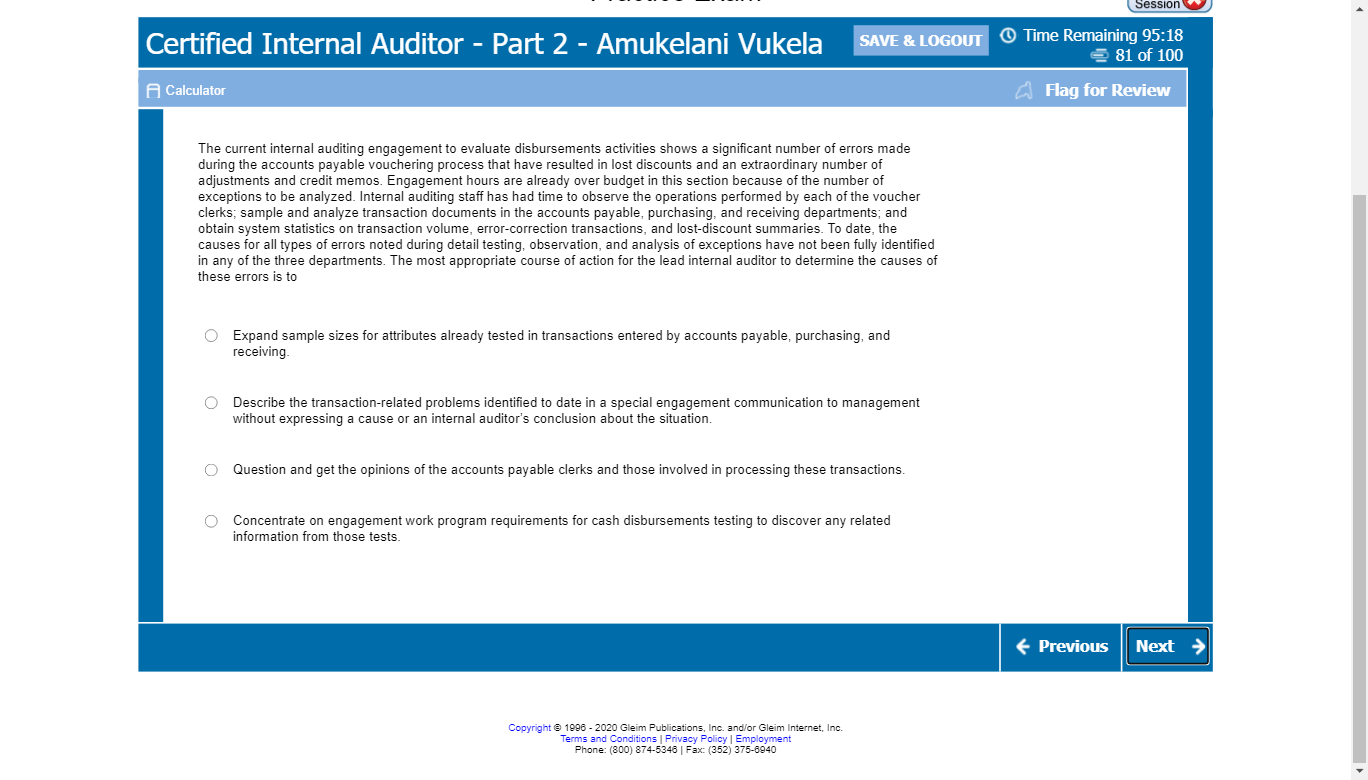 Session
Certified Internal Auditor - Part 2 - Amukelani Vukela
SAVE & LOGOUT
Time Remaining 95:18
81 of 100
Calculator
Flag for Review
The current internal auditing engagement to evaluate disbursements activities shows a significant number of errors made
during the accounts payable vouchering process that have resulted in lost discounts and an extraordinary number of
adjustments and credit memos. Engagement hours are already over budget in this section because of the number of
exceptions to be analyzed. Internal auditing staff has had time to observe the operations performed by each of the voucher
clerks; sample and analyze transaction documents in the accounts payable, purchasing, and receiving departments; and
obtain system statistics on transaction volume, error-correction transactions, and lost-discount summaries. To date, the
causes for all types of errors noted during detail testing, observation, and analysis of exceptions have not been fully identified
in any of the three departments. The most appropriate course of action for the lead internal auditor to determine the causes of
these errors is to
Expand sample sizes for attributes already tested in transactions entered by accounts payable, purchasing, and
receiving.
Describe the transaction-related problems identified to date in a special engagement communication to management
without expressing a cause or an internal auditor's conclusion about the situation.
Question and get the opinions of the accounts payable clerks and those involved in processing these transactions.
Concentrate on engagement work program requirements for cash disbursements testing to discover any related
information from those tests.
Previous
Next
Copyright © 1996 - 2020 Gleim Publications, Inc. and/or Gleim Internet, Inc.
Terms and Conditions | Privacy Policy | Employment
Phone: (800) 874-5346 | Fax: (352) 375-6940